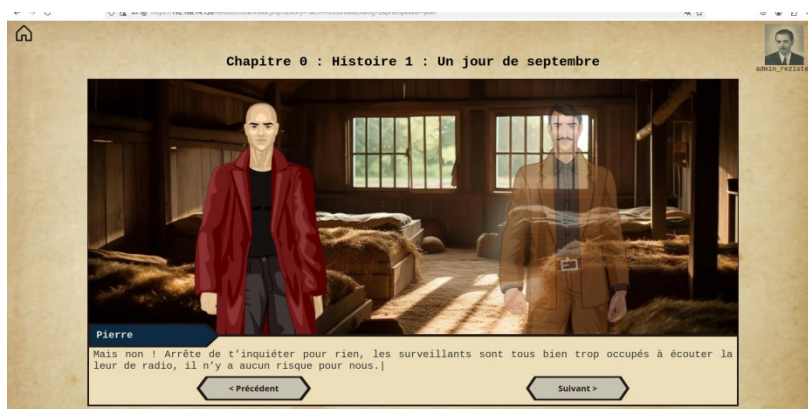 Chapitre 0 : Histoire 1 : Un jour de septembre
admin_reziste
Pierre
Mais non ! Arrête de t'inquiéter pour rien, les surveillants sont tous bien trop occupés à écouter la
leur de radio, il n'y a aucun risque pour nous.|
< Précédent
Suivant >